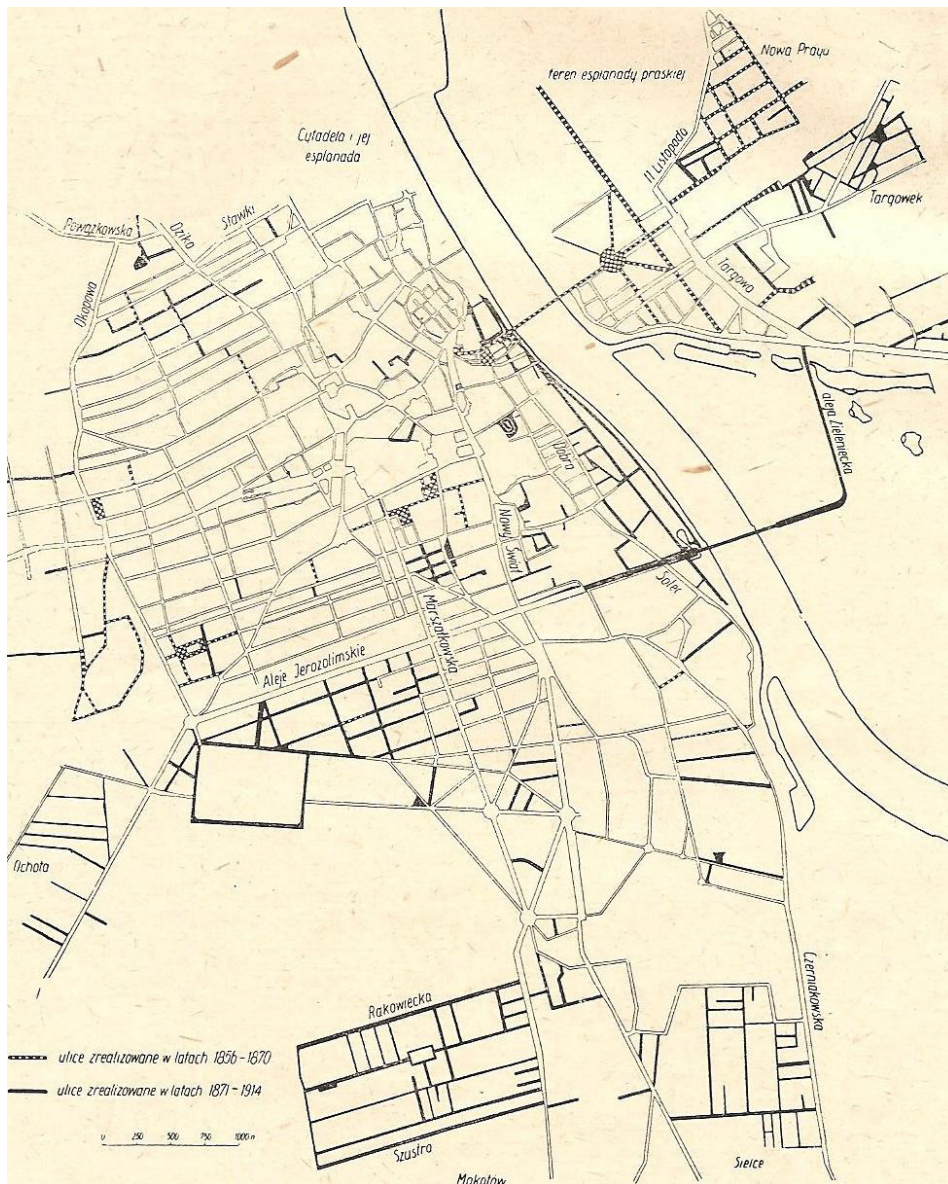 Nowa Praga
teren esplanady praskiej
Cytadela i jej
esplanada
11 Listopada
Targówek
Stawki
Dzika
Powązkowska
Okopowa
Targowa
aleja Zieleniecka
Dobra
Nowy Świat
Solec
Marszałkowska
Aleje Jerozolimskie
Ochota
Czerniakowska
Rakowiecka
ulice zrealizowane w latach 1856-1870
ulice zrealizowane w latach 1871-1914
0 250 500 750 1000 m
Szustra
Sielce
Mokotów